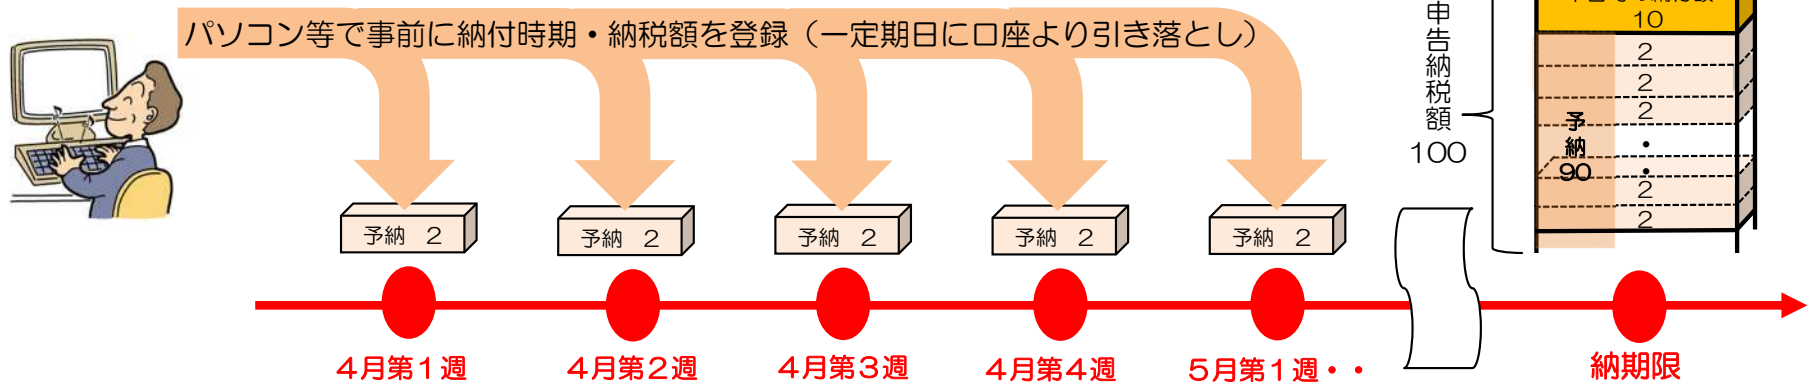 パソコン等で事前に納付時期・納税額を登録（一定期日に口座より引き落とし）
予納 2
予納 2
予納 2
予納 2
予納 2
4月第1週
4月第2週
4月第3週
4月第4週
5月第1週・・
納期限
申告納税額
100
10
2
2
2
・
・
2
2
予納
90